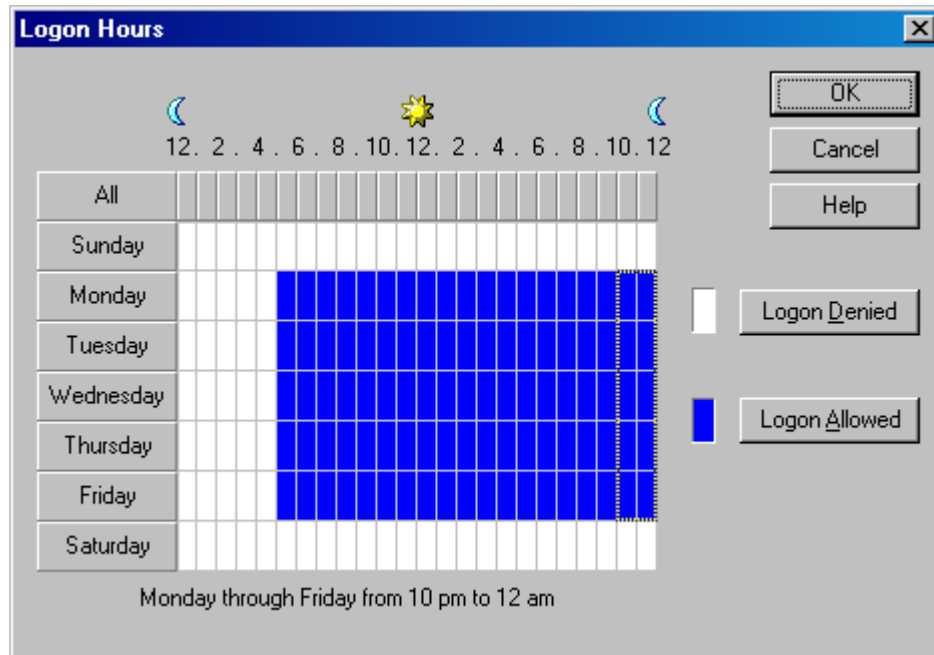 Logon Hours
OK
12. 2 . 4 . 6 . 8 . 10. 12. 2 . 4 . 6 . 8 . 10. 12
Cancel
All
Help
Sunday
Monday
Logon Denied
Tuesday
Wednesday
Thursday
Logon Allowed
Friday
Saturday
Monday through Friday from 10 pm to 12 am